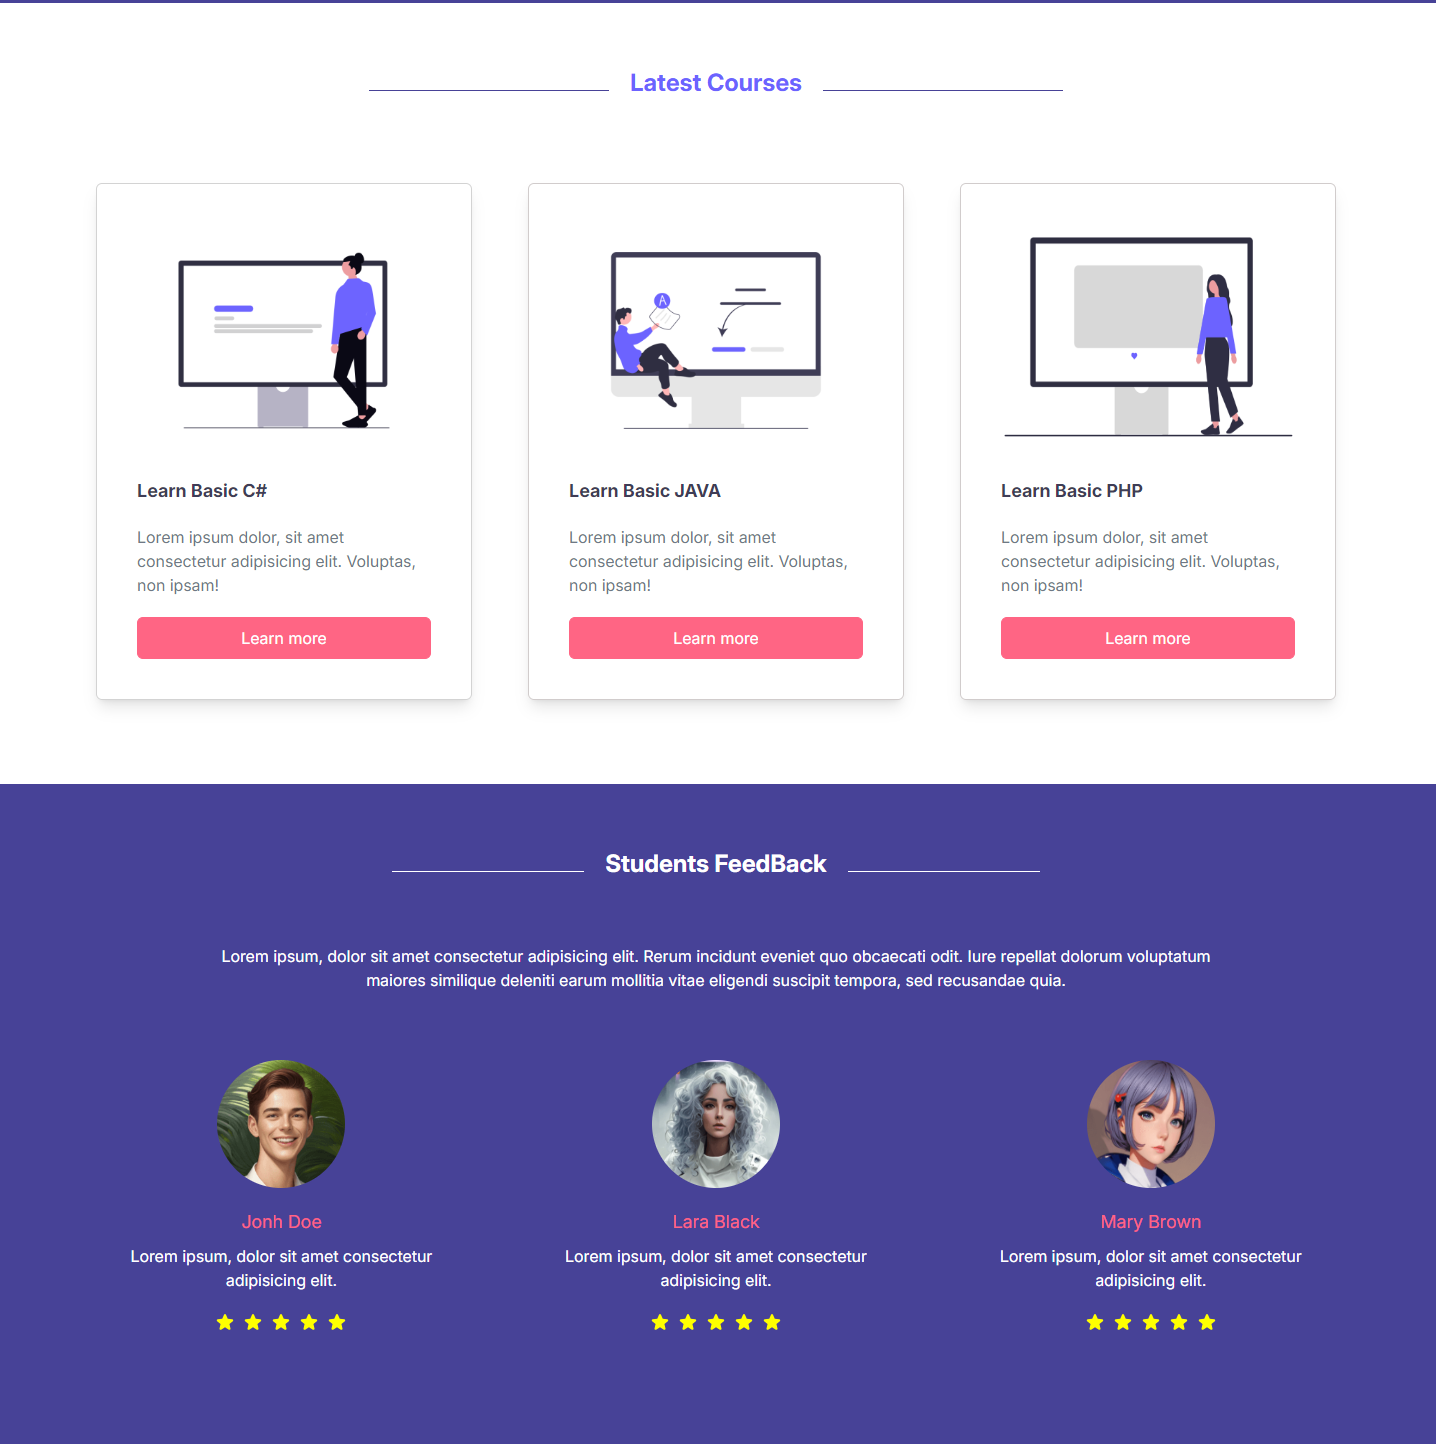 Latest Courses
A
Learn Basic C#
Lorem ipsum dolor, sit amet
consectetur adipisicing elit. Voluptas,
non ipsam!
Learn more
Learn Basic JAVA
Lorem ipsum dolor, sit amet
consectetur adipisicing elit. Voluptas,
non ipsam!
Learn more
Learn Basic PHP
Lorem ipsum dolor, sit amet
consectetur adipisicing elit. Voluptas,
non ipsam!
Learn more
Students FeedBack
Lorem ipsum, dolor sit amet consectetur adipisicing elit. Rerum incidunt eveniet quo obcaecati odit. Iure repellat dolorum voluptatum
maiores similique deleniti earum mollitia vitae eligendi suscipit tempora, sed recusandae quia.
Jonh Doe
Lorem ipsum, dolor sit amet consectetur
adipisicing elit.
Lara Black
Lorem ipsum, dolor sit amet consectetur
adipisicing elit.
Mary Brown
Lorem ipsum, dolor sit amet consectetur
adipisicing elit.